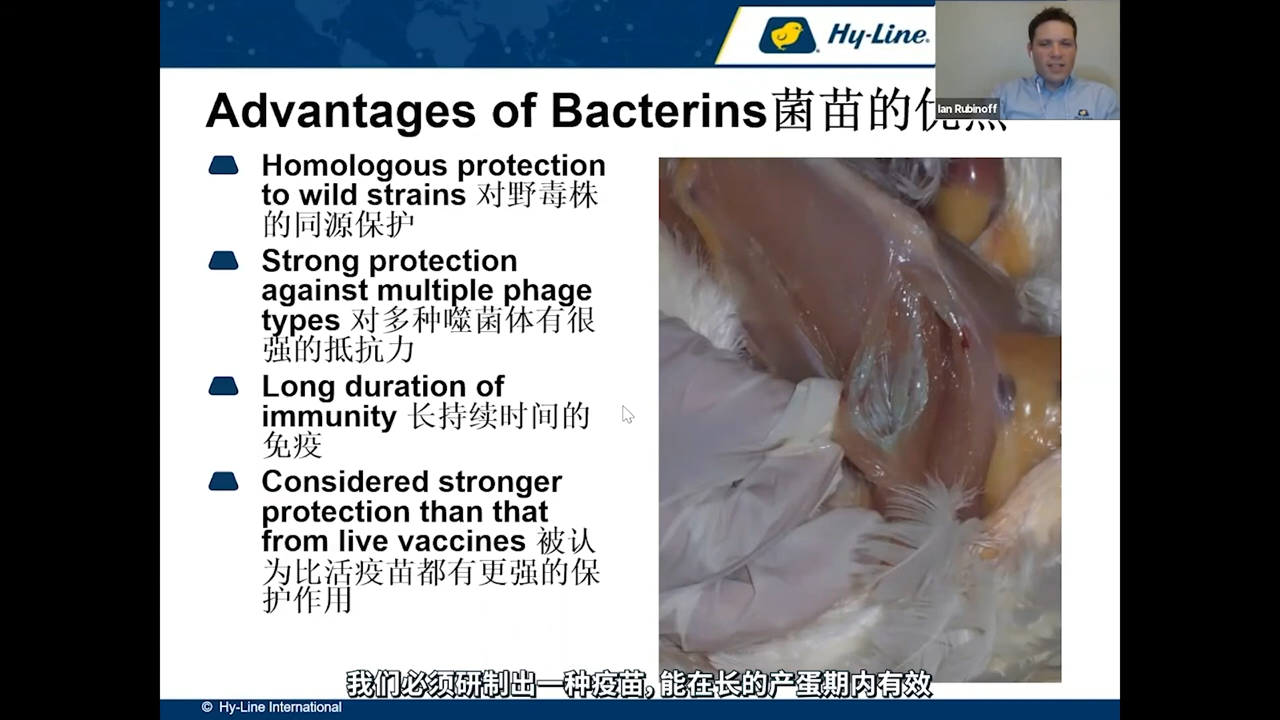 Hy-Line
Ian Rubinoff
Advantages of Bacterins菌苗的优点
Homologous protection
to wild strains 对野毒株
的同源保护
Strong protection
against multiple phage
types 对多种噬菌体有很
强的抵抗力
Long duration of
immunity 长持续时间的
免疫
Considered stronger
protection than that
from live vaccines 被认
为比活疫苗都有更强的保
护作用
我们必须研制出一种疫苗,能在长的产蛋期内有效
© Hy-Line International